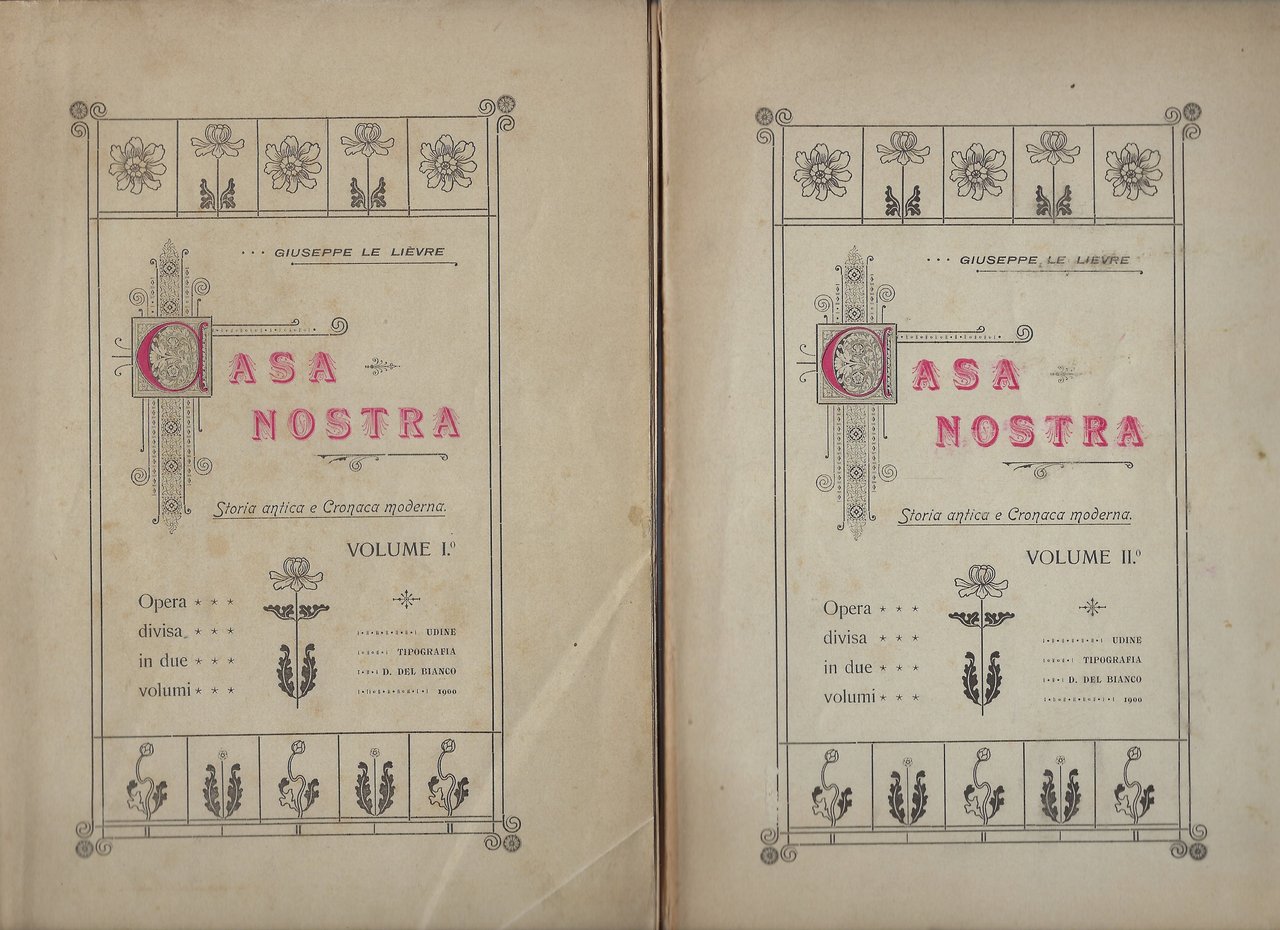 GIUSEPPE LE LIÈVRE
CASA
NOSTRA
Storia antica e Cronaca moderna.
VOLUME I.º
Opera
divisa
in due
volumi
UDINE
TIPOGRAFIA
D. DEL BIANCO
1900
GIUSEPPE LE LIÈVRE
CASA
NOSTRA
Storia antica e Cronaca moderna.
VOLUME II.º
Opera
divisa
in due
volumi
UDINE
TIPOGRAFIA
D. DEL BIANCO
1900